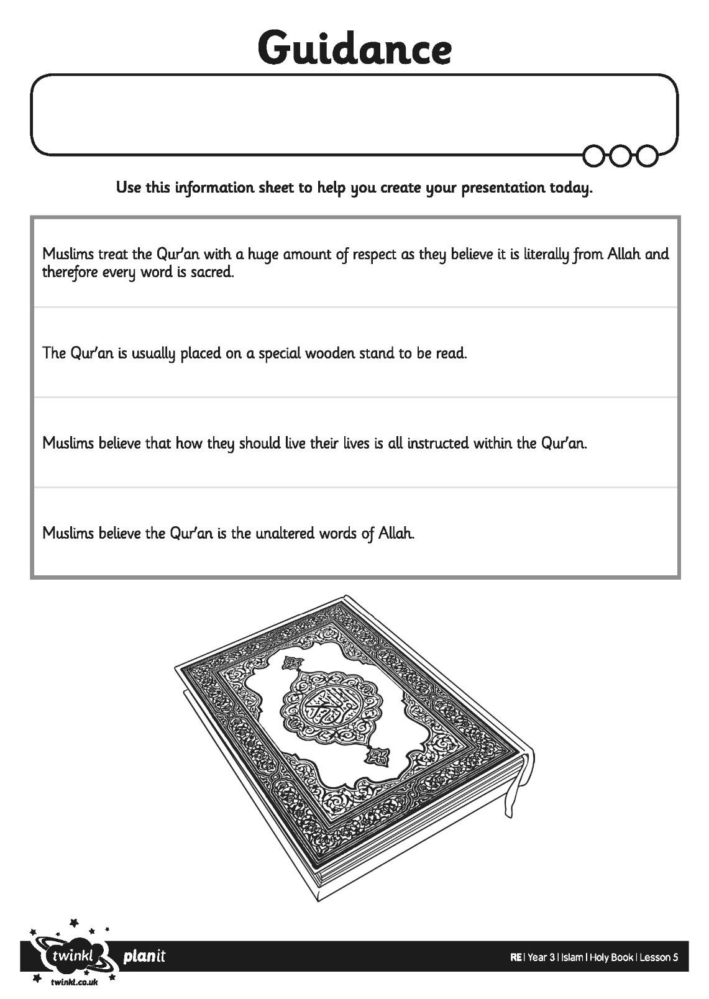 Guidance
Use this information sheet to help you create your presentation today.
Muslims treat the Qur'an with a huge amount of respect as they believe it is literally from Allah and
therefore every word is sacred.
The Qur'an is usually placed on a special wooden stand to be read.
Muslims believe that how they should live their lives is all instructed within the Qur'an.
Muslims believe the Qur'an is the unaltered words of Allah.
twinkl
planit
RE | Year 3 | Islam | Holy Book | Lesson 5
twinkl.co.uk